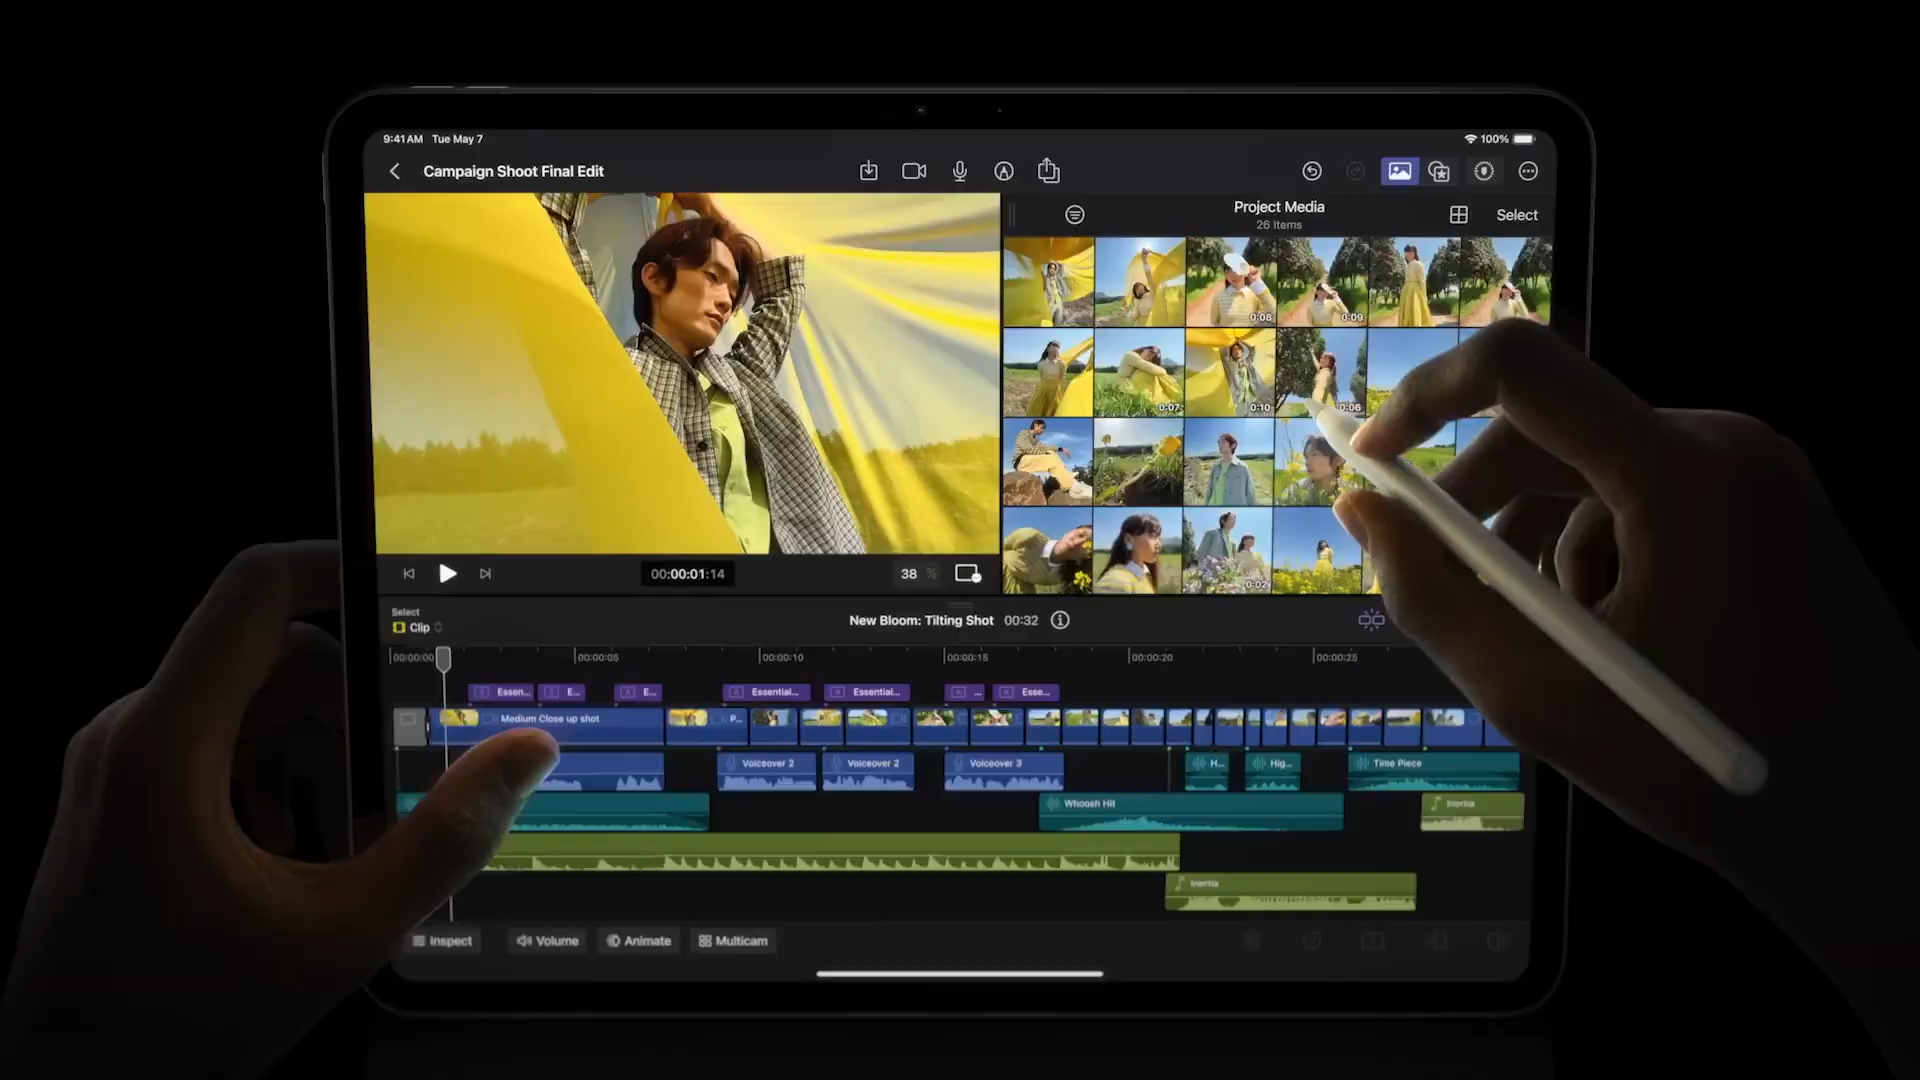 9:41 AM Tue May 7
100%
Campaign Shoot Final Edit
Project Media
26 Items
Select
0:08
0:09
0:07
0:10
0:06
0:02
00:00:01:14
38 %
Select
Clip
New Bloom: Tilting Shot 00:32
00:00:00
00:00:05
00:00:10
00:00:15
00:00:20
00:00:25
Essen...
E...
E...
Essential...
Essential...
...
Esse...
Medium Close up shot
P...
Voiceover 2
Voiceover 2
Voiceover 3
H...
Hig...
Time Piece
Whoosh Hit
Inertia
Inertia
Inspect
Volume
Animate
Multicam